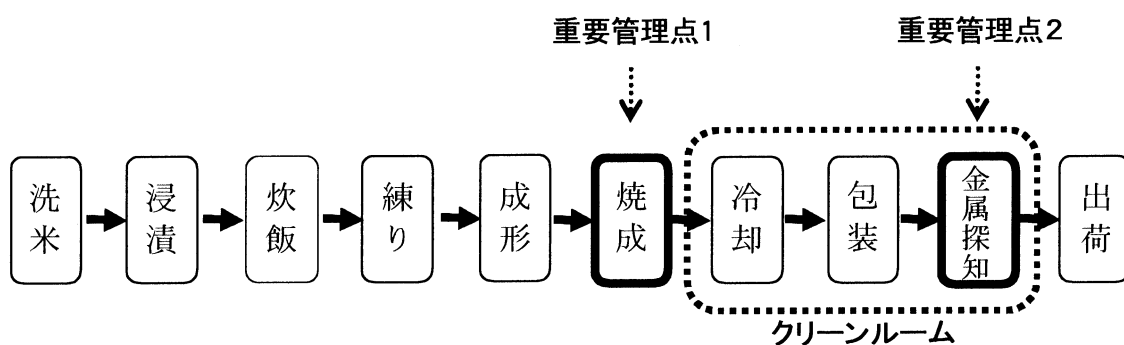 重要管理点1
重要管理点2
洗米
浸漬
炊飯
練り
成形
焼成
冷却
包装
金属探知
出荷
クリーンルーム